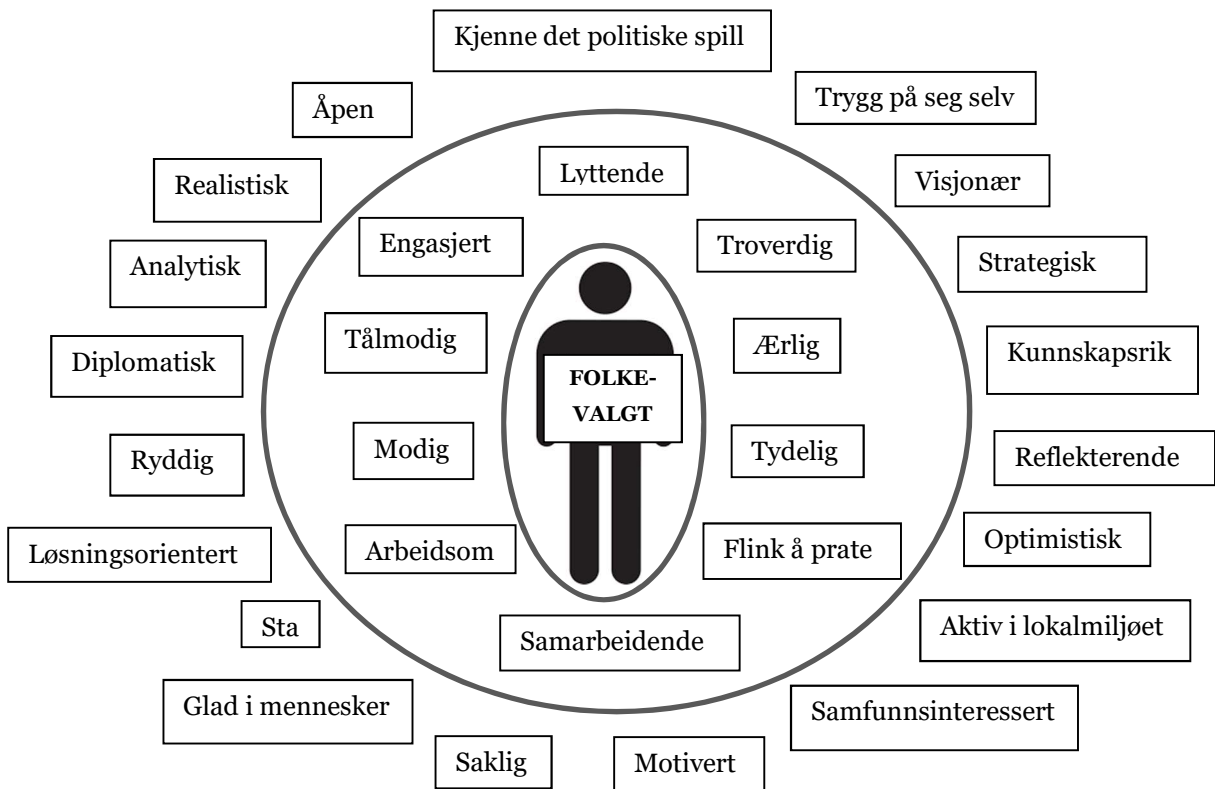 Kjenne det politiske spill
Trygg på seg selv
Åpen
Lyttende
Realistisk
Visjonær
Engasjert
Troverdig
Analytisk
Strategisk
Tålmodig
Ærlig
Kunnskapsrik
Diplomatisk
FOLKE-
VALGT
Modig
Tydelig
Ryddig
Reflekterende
Arbeidsom
Flink å prate
Løsningsorientert
Optimistisk
Sta
Samarbeidende
Aktiv i lokalmiljøet
Glad i mennesker
Samfunnsinteressert
Saklig
Motivert